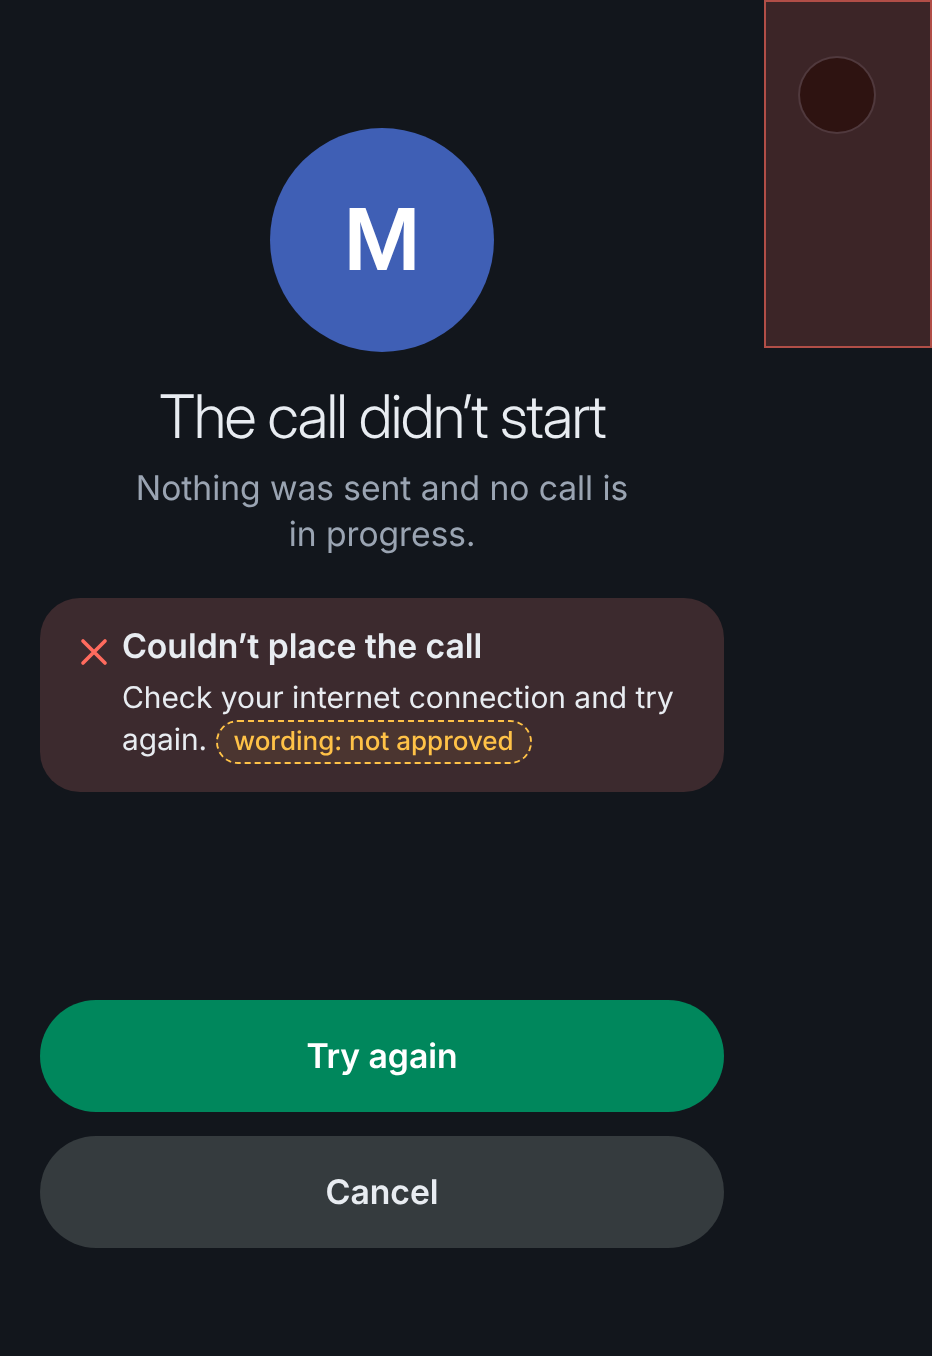 M
The call didn’t start
Nothing was sent and no call is
in progress.
Couldn’t place the call
Check your internet connection and try
again. wording: not approved
Try again
Cancel